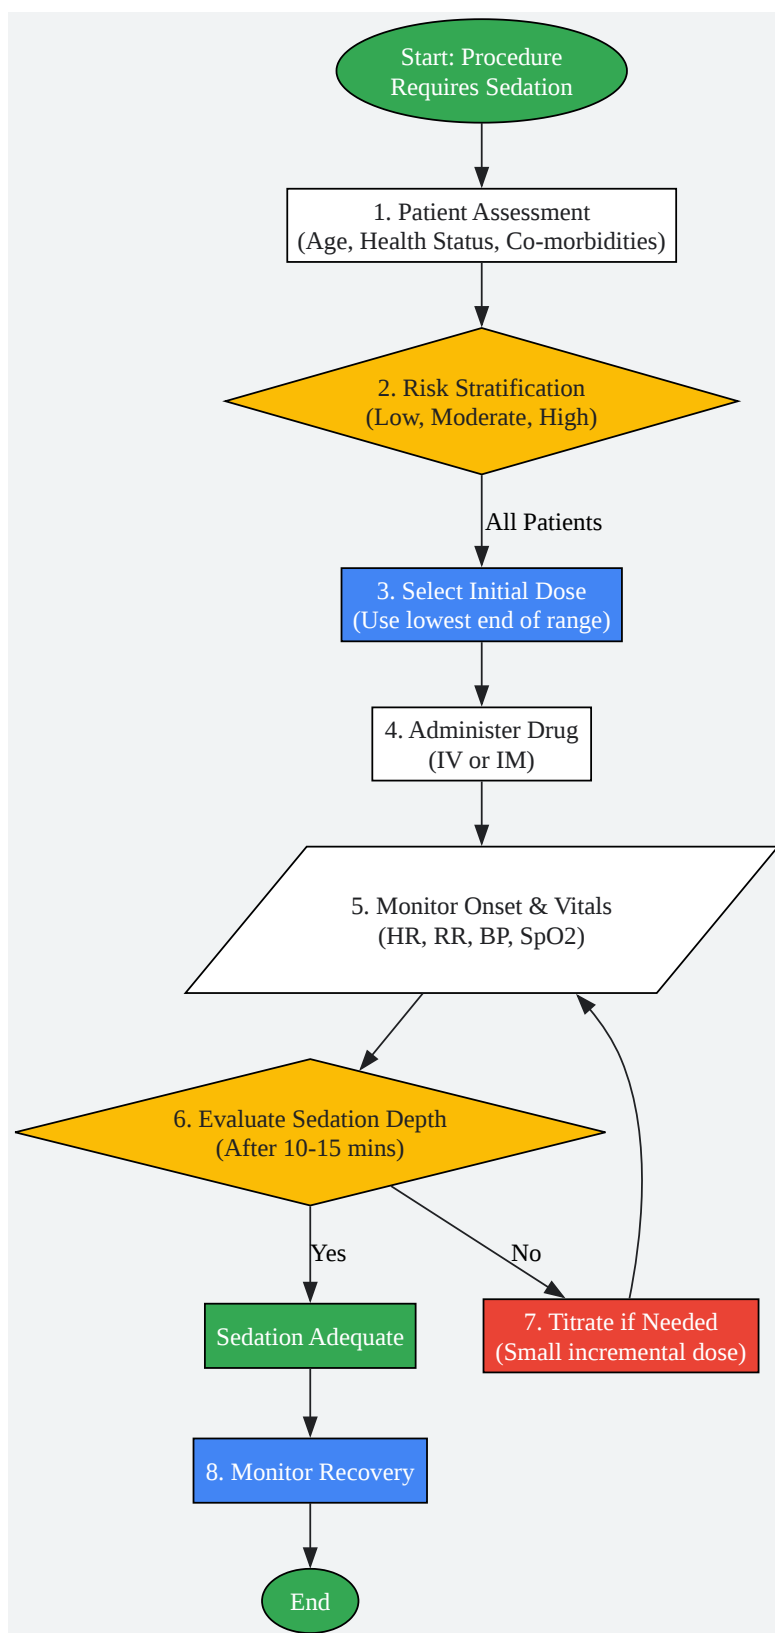 Start: Procedure
Requires Sedation
1. Patient Assessment
(Age, Health Status, Co-morbidities)
2. Risk Stratification
(Low, Moderate, High)
All Patients
3. Select Initial Dose
(Use lowest end of range)
4. Administer Drug
(IV or IM)
5. Monitor Onset & Vitals
(HR, RR, BP, SpO2)
6. Evaluate Sedation Depth
(After 10-15 mins)
Yes
No
Sedation Adequate
7. Titrate if Needed
(Small incremental dose)
8. Monitor Recovery
End